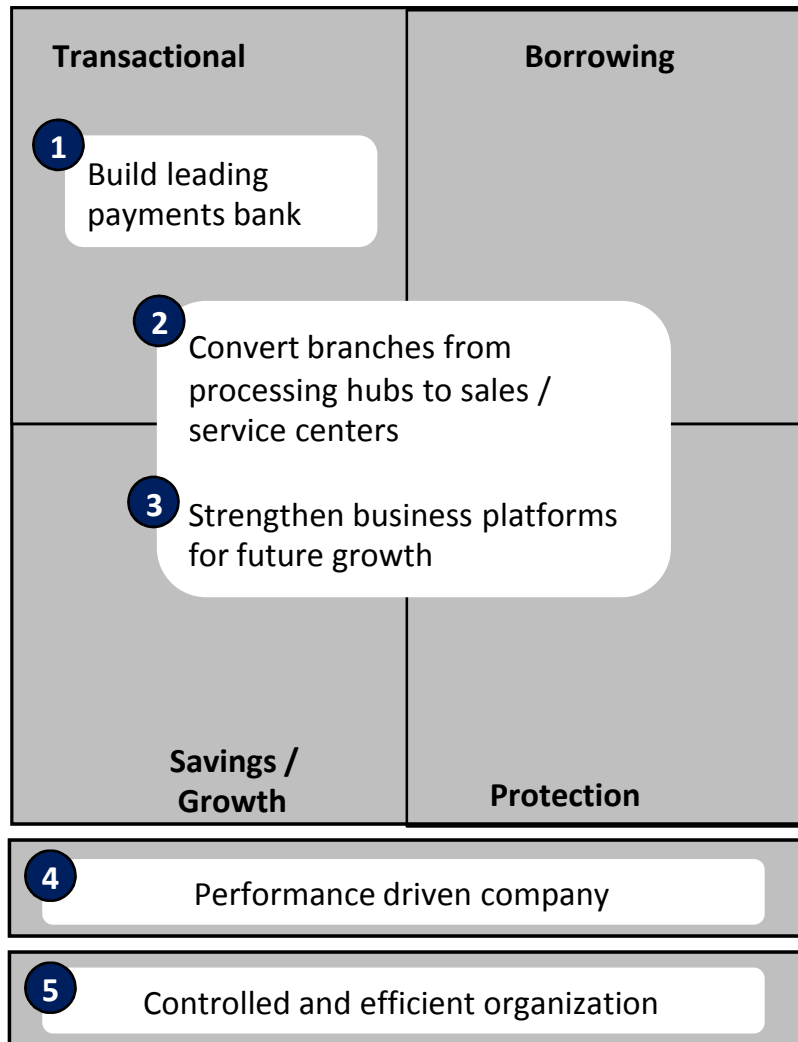 Transactional
Borrowing
1
Build leading
payments bank
2
Convert branches from
processing hubs to sales /
service centers
3
Strengthen business platforms
for future growth
Savings /
Growth
Protection
4
Performance driven company
5
Controlled and efficient organization